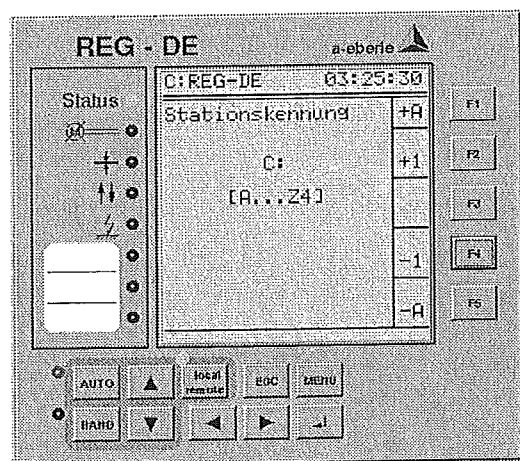 REG - DE
a-eberle
C:REG-DE 03:25:30
Status
Stationskennung
+A
F1
C:
+1
F2
[A...Z4]
F3
-1
F4
-A
F5
AUTO
local
remote
ESC
MENU
HAND